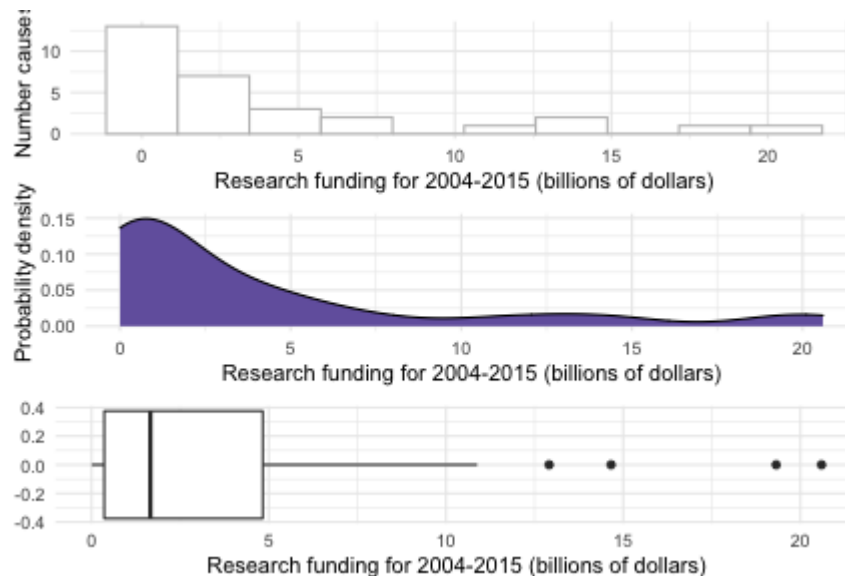 Number causes
10
5
0
0 5 10 15 20
Research funding for 2004-2015 (billions of dollars)
Probability density
0.15
0.10
0.05
0.00
0 5 10 15 20
Research funding for 2004-2015 (billions of dollars)
0.4
0.2
0.0
-0.2
-0.4
0 5 10 15 20
Research funding for 2004-2015 (billions of dollars)